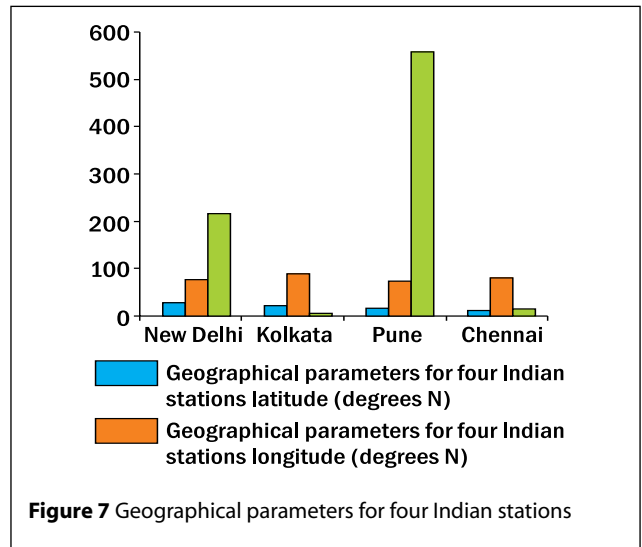 600
500
400
300
200
100
0
New Delhi Kolkata Pune Chennai
Geographical parameters for four Indian
stations latitude (degrees N)
Geographical parameters for four Indian
stations longitude (degrees N)
Figure 7 Geographical parameters for four Indian stations